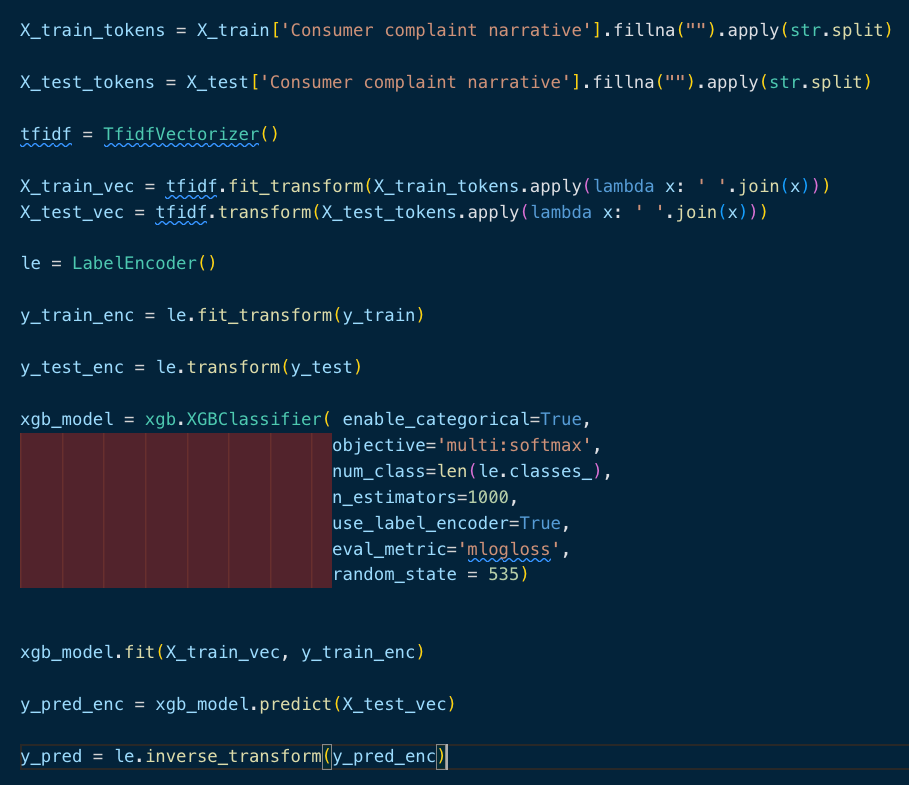 X_train_tokens = X_train['Consumer complaint narrative'].fillna("").apply(str.split)
X_test_tokens = X_test['Consumer complaint narrative'].fillna("").apply(str.split)
tfidf = TfidfVectorizer()
X_train_vec = tfidf.fit_transform(X_train_tokens.apply(lambda x: ' '.join(x)))
X_test_vec = tfidf.transform(X_test_tokens.apply(lambda x: ' '.join(x)))
le = LabelEncoder()
y_train_enc = le.fit_transform(y_train)
y_test_enc = le.transform(y_test)
xgb_model = xgb.XGBClassifier( enable_categorical=True,
objective='multi:softmax',
num_class=len(le.classes_),
n_estimators=1000,
use_label_encoder=True,
eval_metric='mlogloss',
random_state = 535)
xgb_model.fit(X_train_vec, y_train_enc)
y_pred_enc = xgb_model.predict(X_test_vec)
y_pred = le.inverse_transform(y_pred_enc)